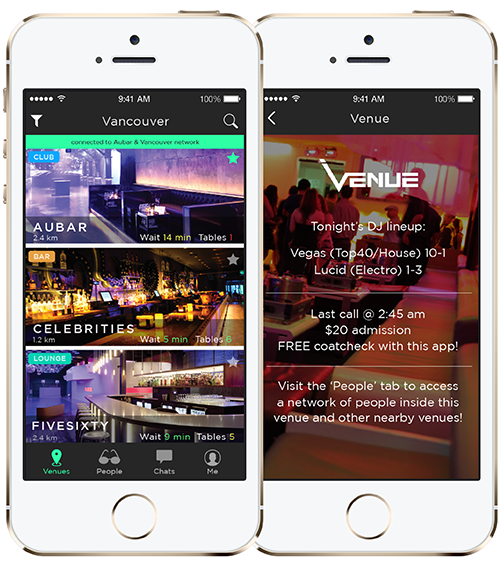 9:41 AM
100%
Vancouver
connected to Aubar & Vancouver network
CLUB
AUBAR
2.4 km
Wait 14 min Tables 1
BAR
CELEBRITIES
1.2 km
Wait 5 min Tables 6
LOUNGE
FIVESIXTY
2.4 km
Wait 9 min Tables 5
Venues
People
Chats
Me
9:41 AM
100%
Venue
VENUE
Tonight's DJ lineup:
Vegas (Top40/House) 10-1
Lucid (Electro) 1-3
Last call @ 2:45 am
$20 admission
FREE coatcheck with this app!
Visit the 'People' tab to access
a network of people inside this
venue and other nearby venues!